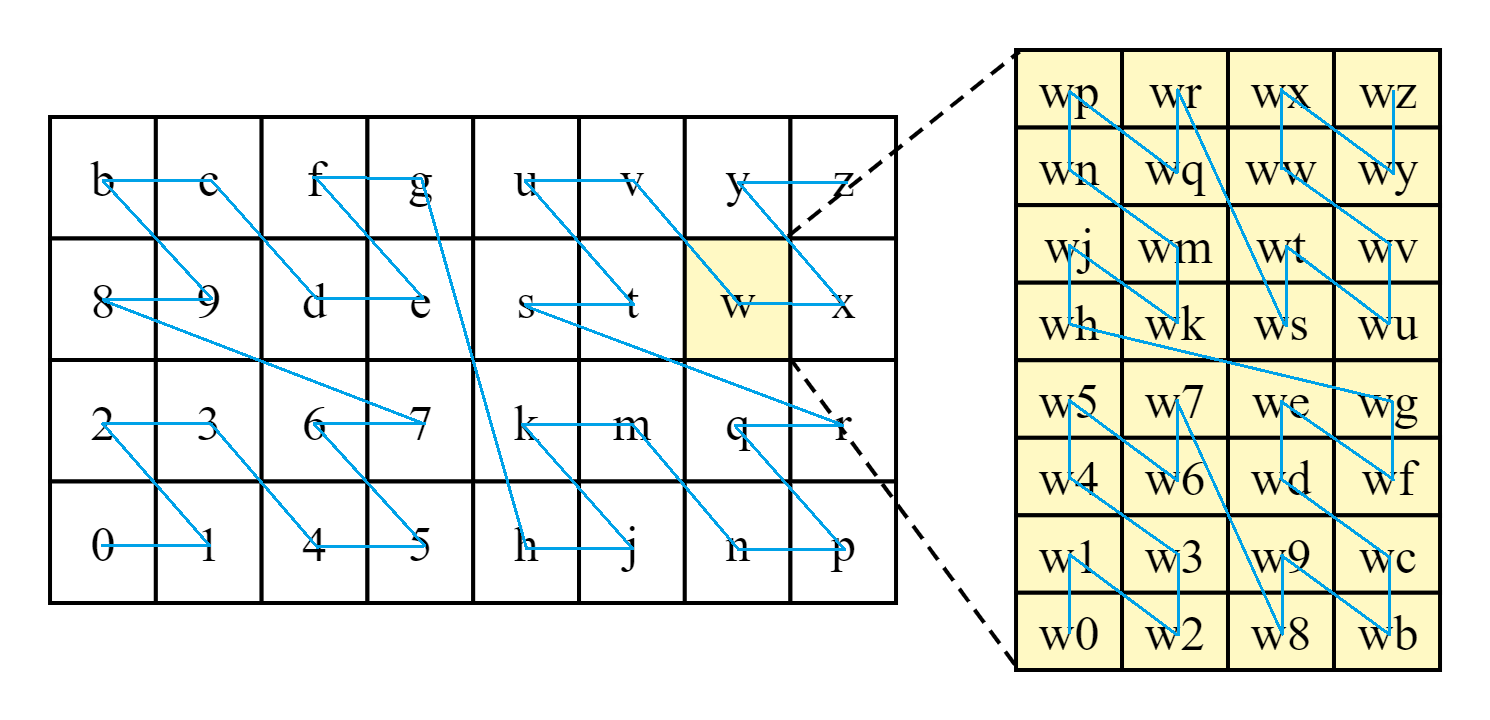 b c f g u v y z
8 9 d e s t w x
2 3 6 7 k m q r
0 1 4 5 h j n p
wp wr wx wz
wn wq ww wy
wj wm wt wv
wh wk ws wu
w5 w7 we wg
w4 w6 wd wf
w1 w3 w9 wc
w0 w2 w8 wb